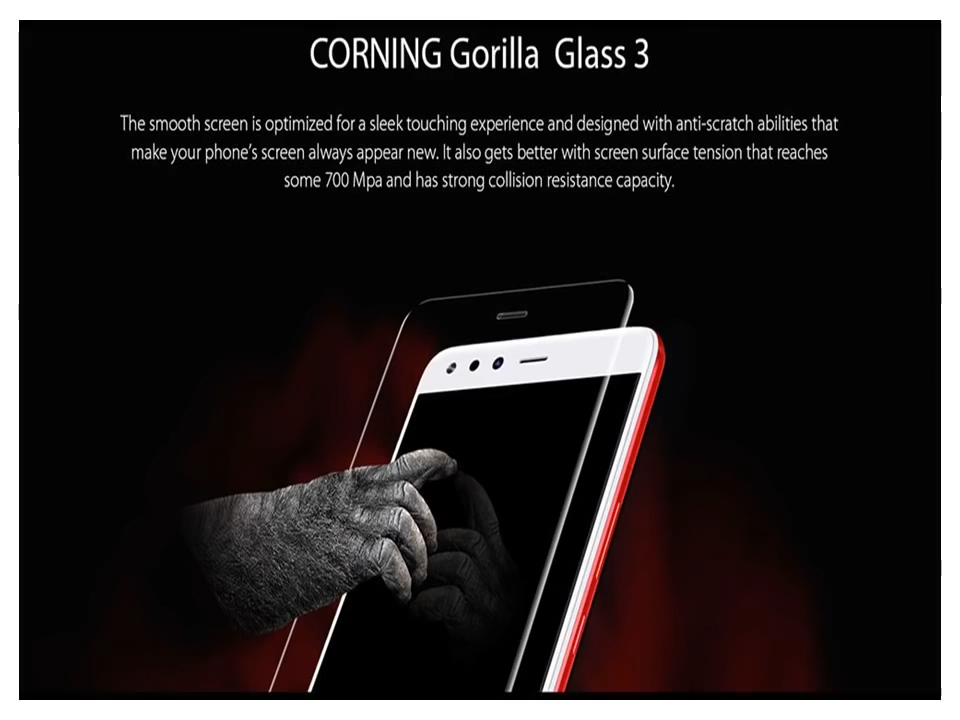 CORNING Gorilla Glass 3
The smooth screen is optimized for a sleek touching experience and designed with anti-scratch abilities that
make your phone's screen always appear new. It also gets better with screen surface tension that reaches
some 700 Mpa and has strong collision resistance capacity.